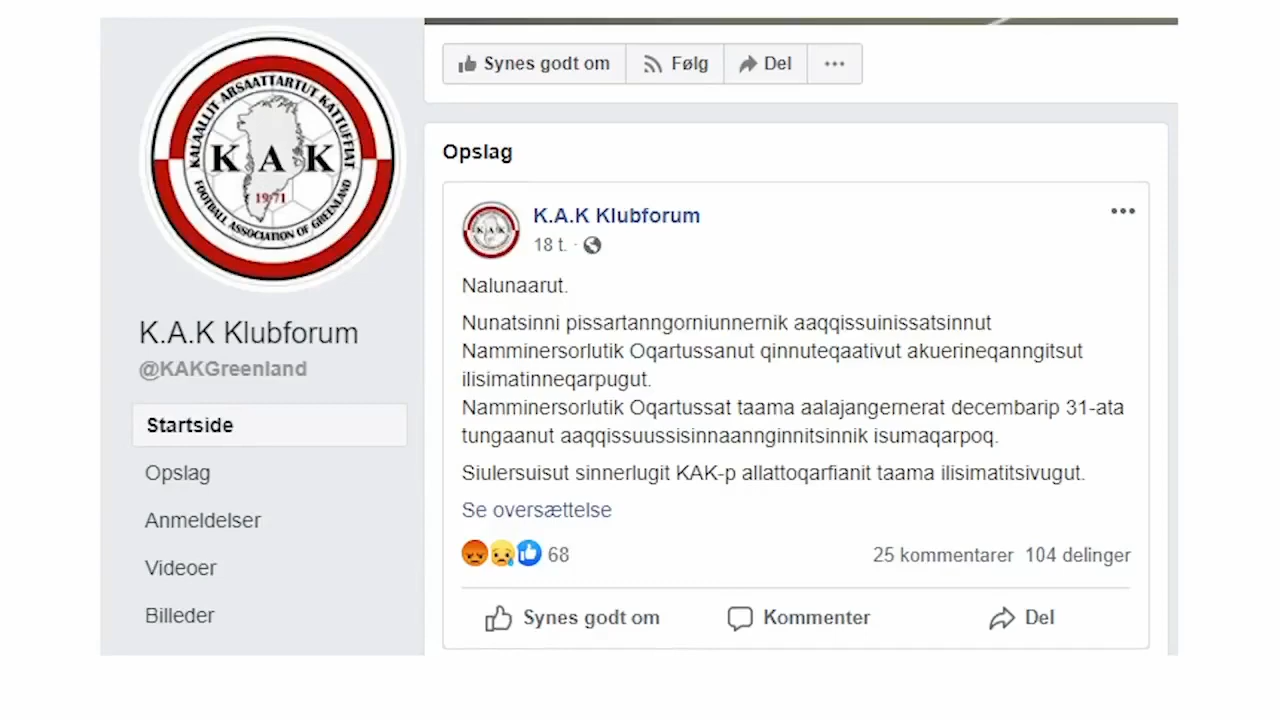 KALAALLIT ARSAATTARTUT KATTUFFIAT
K A K
1971
FOOTBALL ASSOCIATION OF GREENLAND
K.A.K Klubforum
@KAKGreenland
Startside
Opslag
Anmeldelser
Videoer
Billeder
Synes godt om Følg Del
Opslag
K A K
K.A.K Klubforum
18 t. ·
Nalunaarut.
Nunatsinni pissartanngorniunnernik aaqqissuinissatsinnut
Namminersorlutik Oqartussanut qinnuteqaativut akuerineqanngitsut
ilisimatinneqarpugut.
Namminersorlutik Oqartussat taama aalajangernerat decembarip 31-ata
tungaanut aaqqissuussisinnaannginnitsinnik isumaqarpoq.
Siulersuisut sinnerlugit KAK-p allattoqarfianit taama ilisimatitsivugut.
Se oversættelse
68 25 kommentarer 104 delinger
Synes godt om Kommenter Del